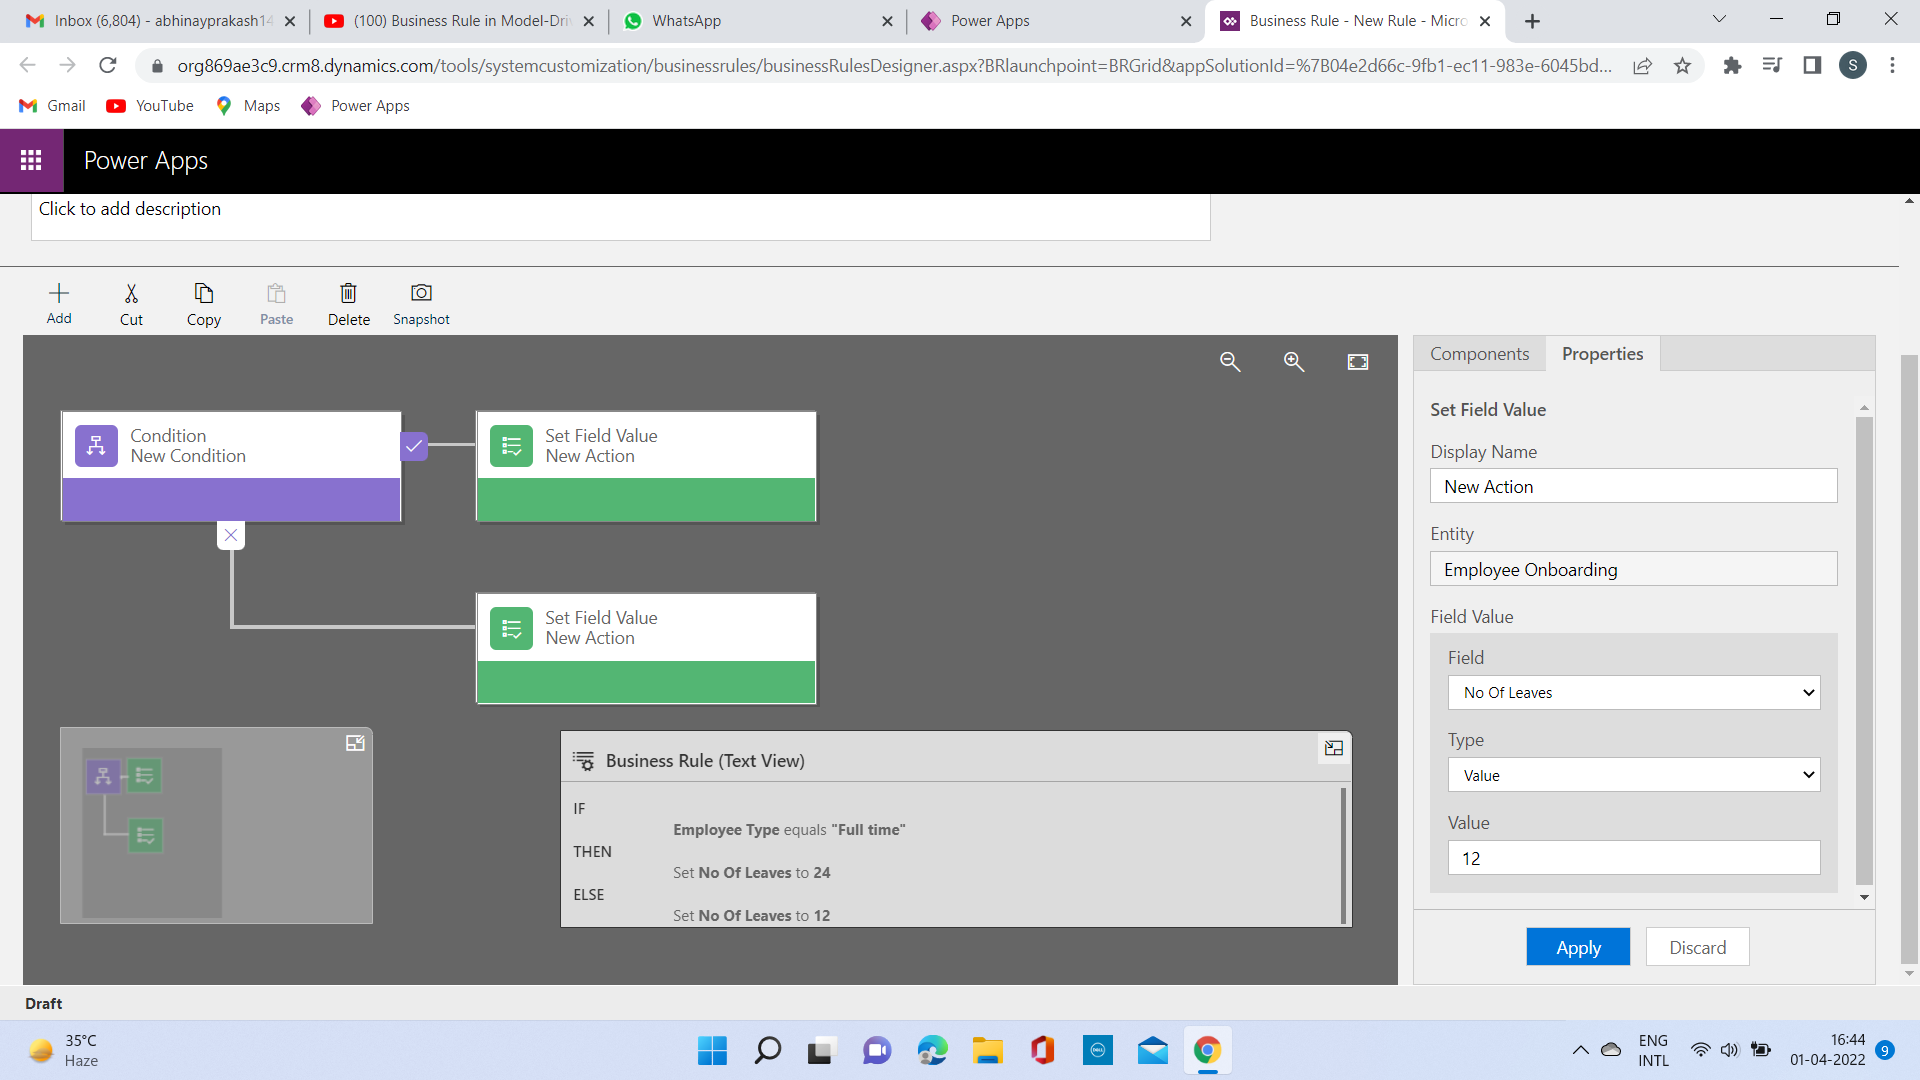 Inbox (6,804) - abhinayprakash14
(100) Business Rule in Model-Dri
WhatsApp
Power Apps
Business Rule - New Rule - Micro
org869ae3c9.crm8.dynamics.com/tools/systemcustomization/businessrules/businessRulesDesigner.aspx?BRlaunchpoint=BRGrid&appSolutionId=%7B04e2d66c-9fb1-ec11-983e-6045bd...
S
Gmail
YouTube
Maps
Power Apps
Power Apps
Click to add description
Add
Cut
Copy
Paste
Delete
Snapshot
Components
Properties
Condition
New Condition
Set Field Value
New Action
Set Field Value
New Action
Business Rule (Text View)
IF
Employee Type equals "Full time"
THEN
Set No Of Leaves to 24
ELSE
Set No Of Leaves to 12
Set Field Value
Display Name
New Action
Entity
Employee Onboarding
Field Value
Field
No Of Leaves
Type
Value
Value
12
Apply
Discard
Draft
35°C
Haze
DELL
ENG
INTL
16:44
01-04-2022
9